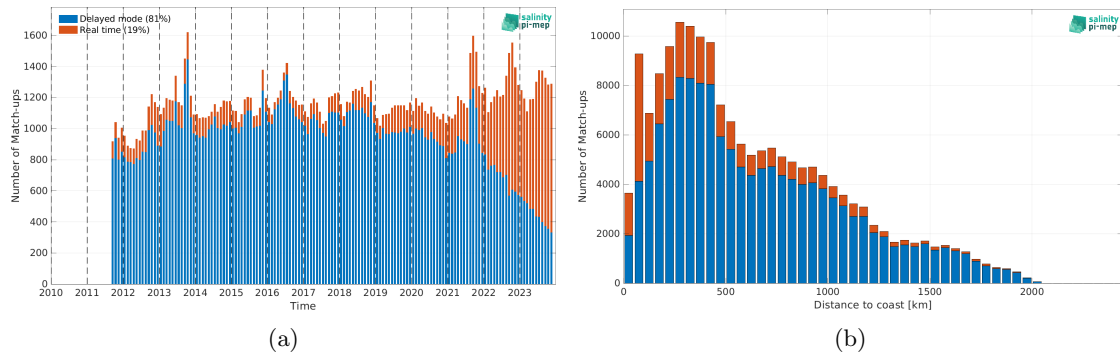 Delayed mode (81%)
Real time (19%)
salinity
pi-mep
1600
1400
1200
1000
800
600
400
200
0
Number of Match-ups
2010 2011 2012 2013 2014 2015 2016 2017 2018 2019 2020 2021 2022 2023
Time
(a)
salinity
pi-mep
10000
8000
6000
4000
2000
0
Number of Match-ups
0 500 1000 1500 2000
Distance to coast [km]
(b)